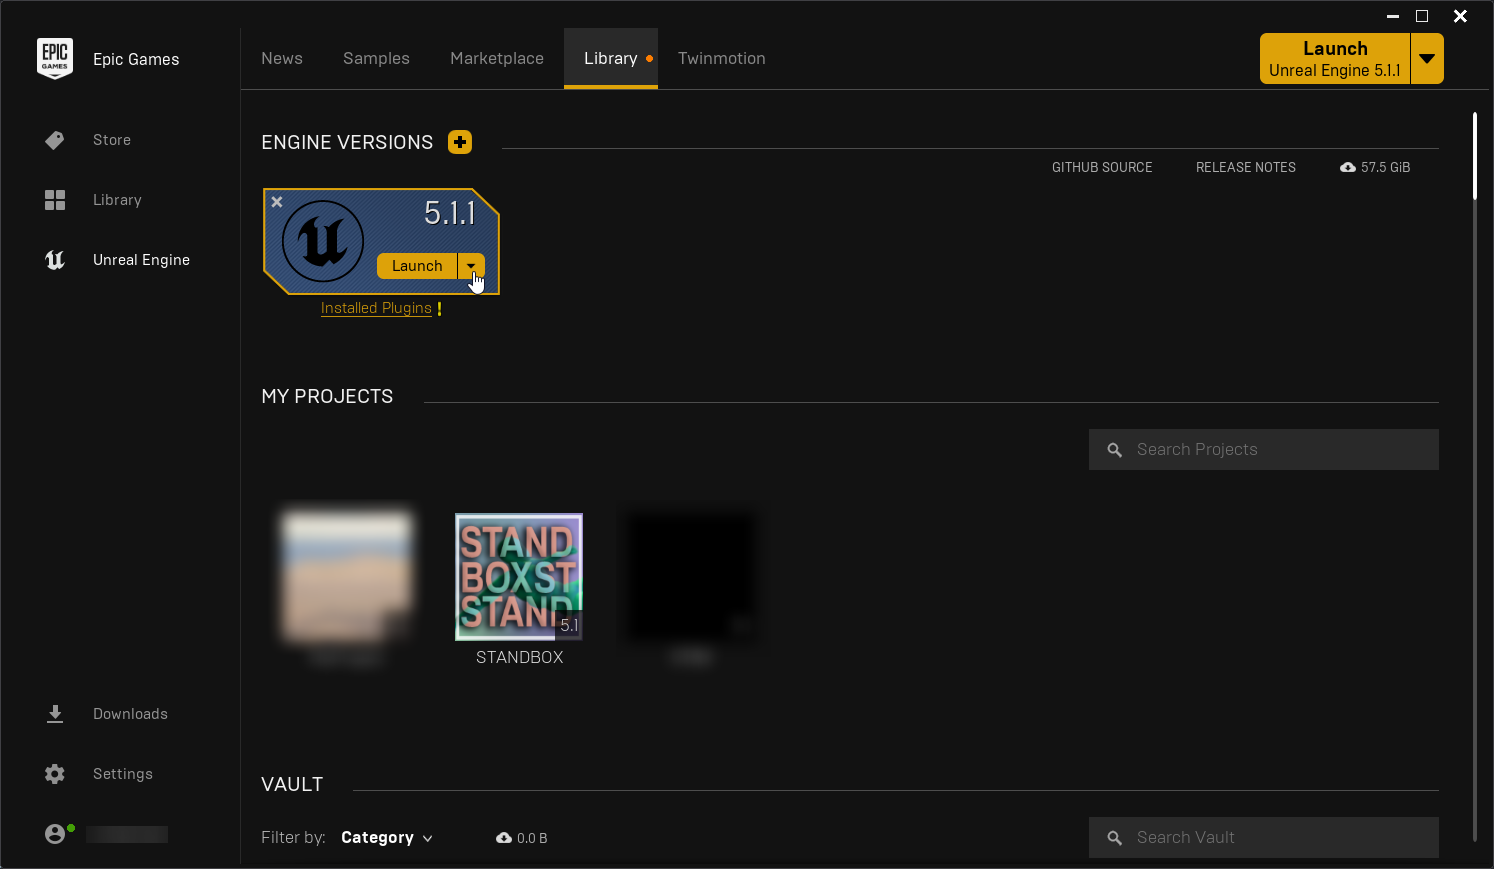 EPIC
GAMES
Epic Games
News
Samples
Marketplace
Library
Twinmotion
Launch
Unreal Engine 5.1.1
Store
Library
Unreal Engine
ENGINE VERSIONS
GITHUB SOURCE
RELEASE NOTES
57.5 GiB
5.1.1
Launch
Installed Plugins !
MY PROJECTS
Search Projects
STAND
BOXST
STAND
5.1
STANDBOX
Downloads
Settings
VAULT
Filter by: Category
0.0 B
Search Vault